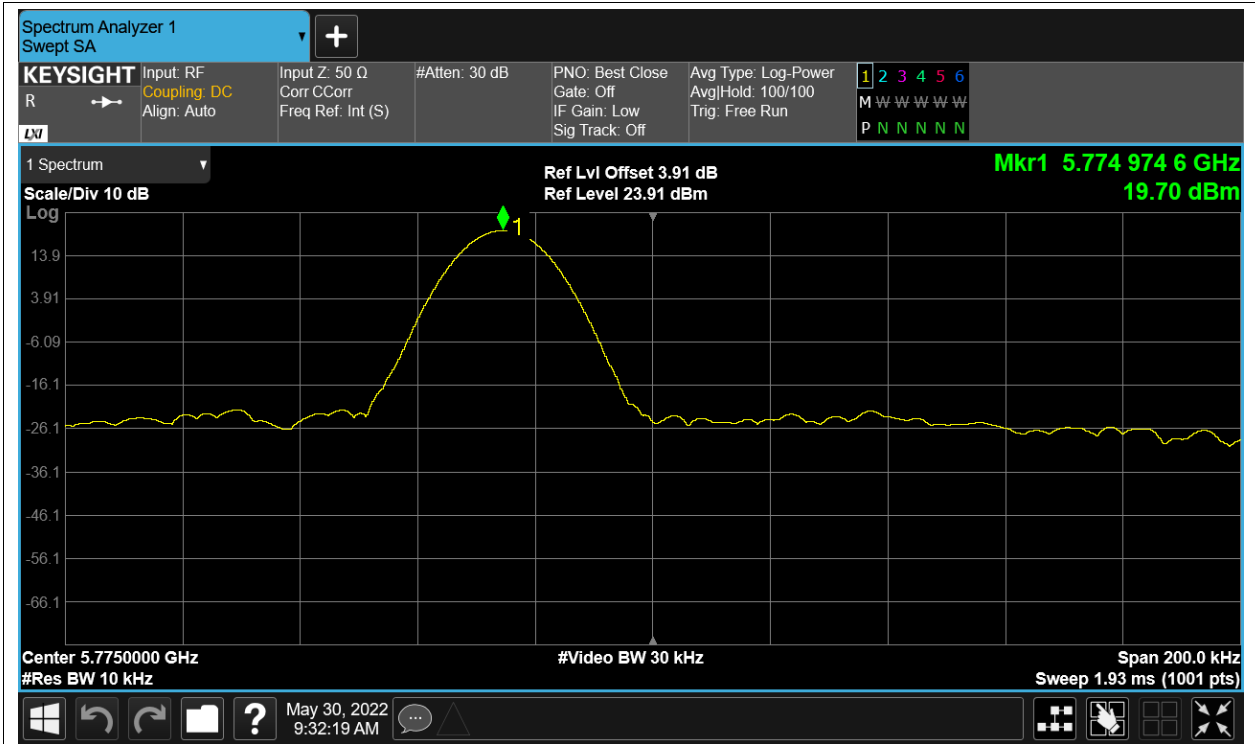 Spectrum Analyzer 1
Swept SA
KEYSIGHT
R
LXI
Input: RF
Coupling: DC
Align: Auto
Input Z: 50 Ω
Corr CCorr
Freq Ref: Int (S)
#Atten: 30 dB
PNO: Best Close
Gate: Off
IF Gain: Low
Sig Track: Off
Avg Type: Log-Power
Avg|Hold: 100/100
Trig: Free Run
1 2 3 4 5 6
M W W W W W
P N N N N N
1 Spectrum
Scale/Div 10 dB
Ref Lvl Offset 3.91 dB
Ref Level 23.91 dBm
Mkr1 5.774 974 6 GHz
19.70 dBm
Log
1
13.9
3.91
-6.09
-16.1
-26.1
-36.1
-46.1
-56.1
-66.1
Center 5.7750000 GHz
#Video BW 30 kHz
Span 200.0 kHz
#Res BW 10 kHz
Sweep 1.93 ms (1001 pts)
?
May 30, 2022
9:32:19 AM